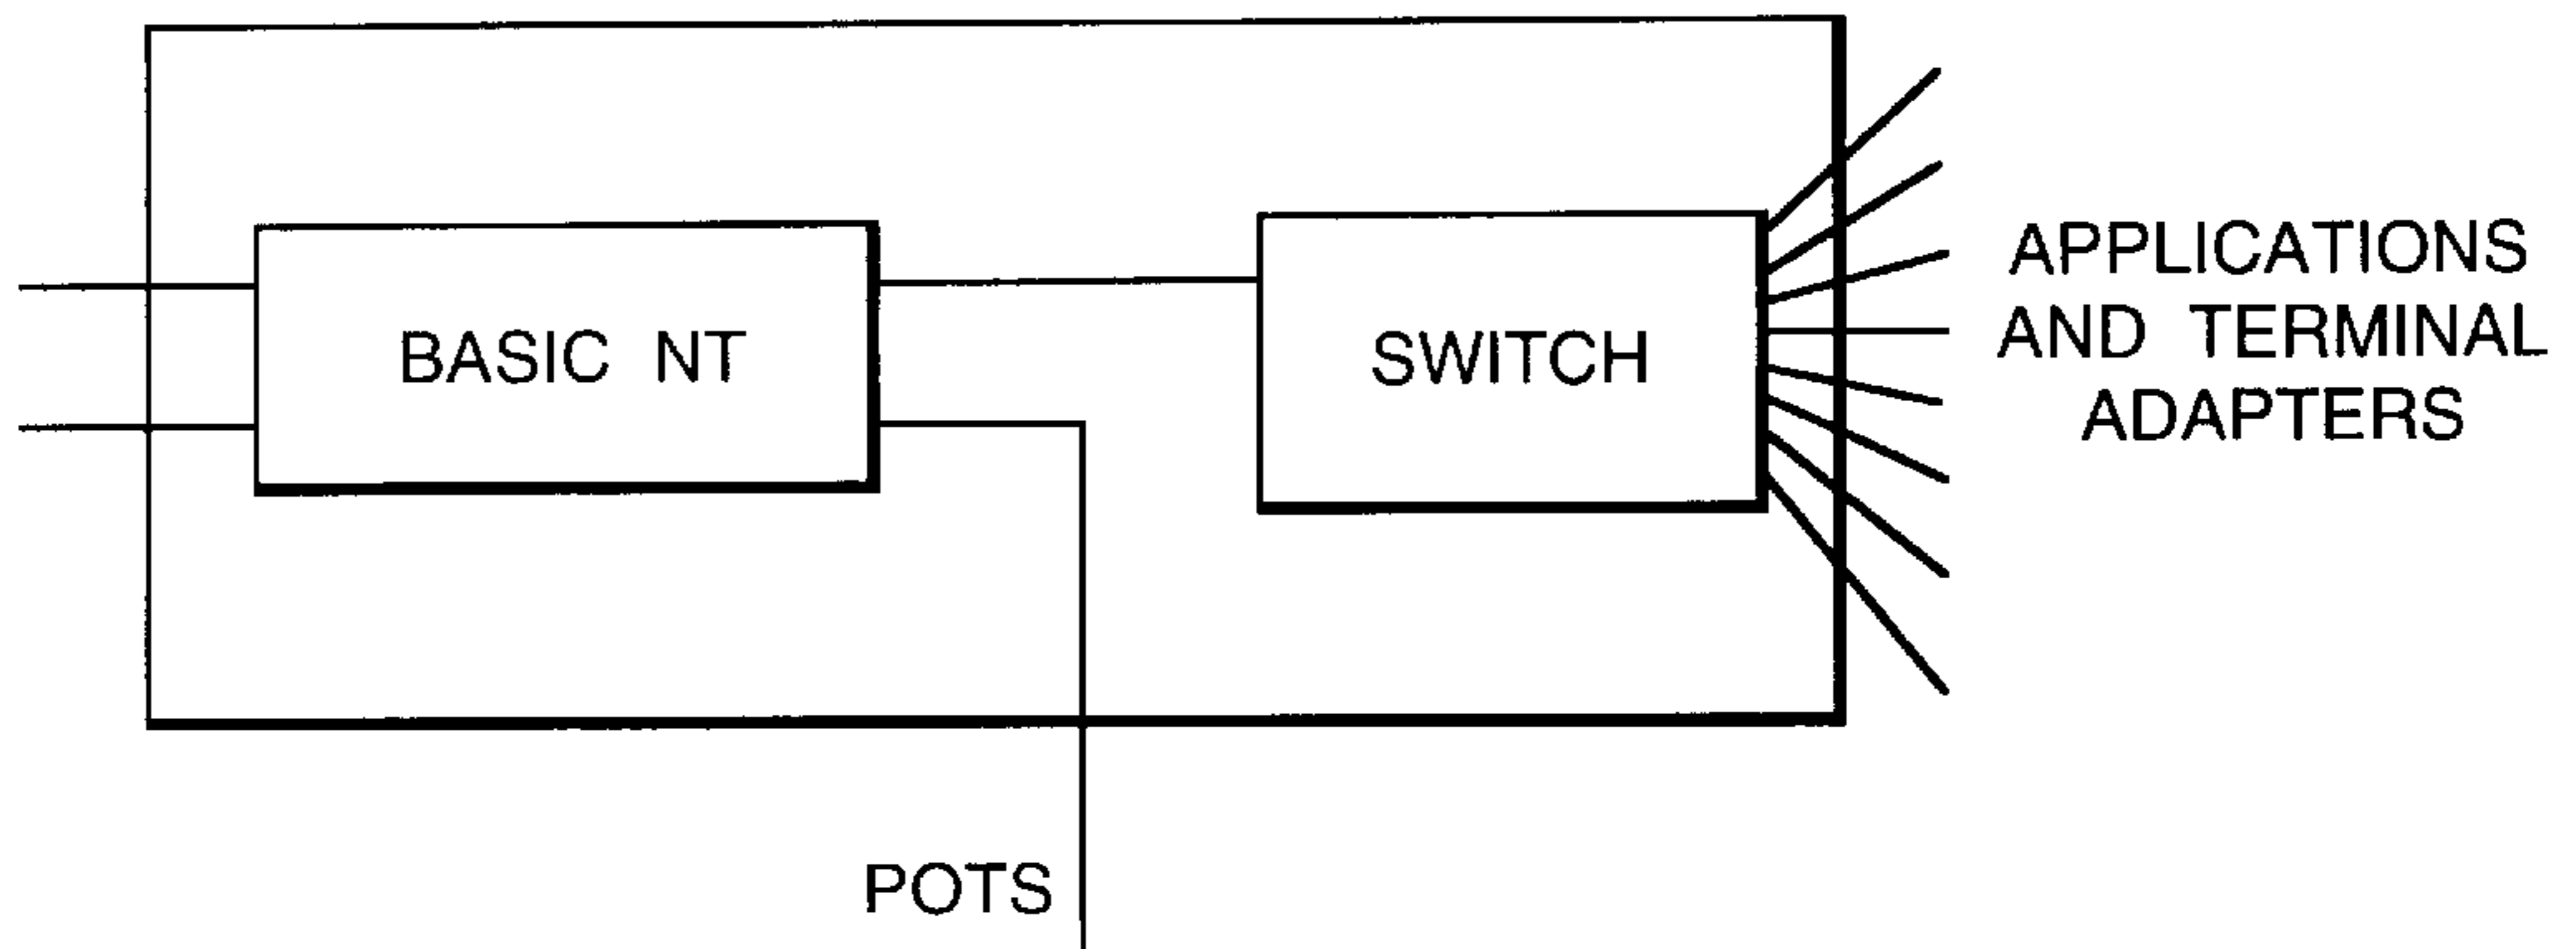 BASIC NT
SWITCH
APPLICATIONS
AND TERMINAL
ADAPTERS
POTS